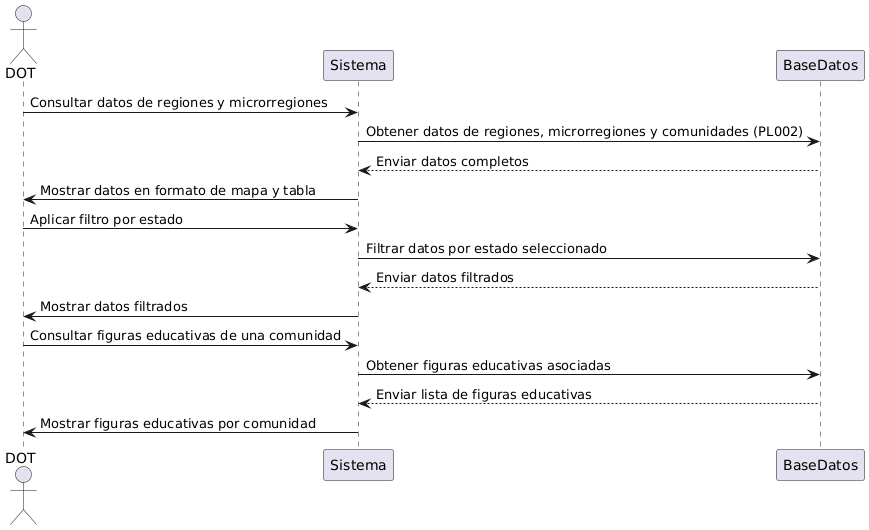 DOT
Sistema
BaseDatos
Consultar datos de regiones y microrregiones
Obtener datos de regiones, microrregiones y comunidades (PL002)
Enviar datos completos
Mostrar datos en formato de mapa y tabla
Aplicar filtro por estado
Filtrar datos por estado seleccionado
Enviar datos filtrados
Mostrar datos filtrados
Consultar figuras educativas de una comunidad
Obtener figuras educativas asociadas
Enviar lista de figuras educativas
Mostrar figuras educativas por comunidad
DOT
Sistema
BaseDatos